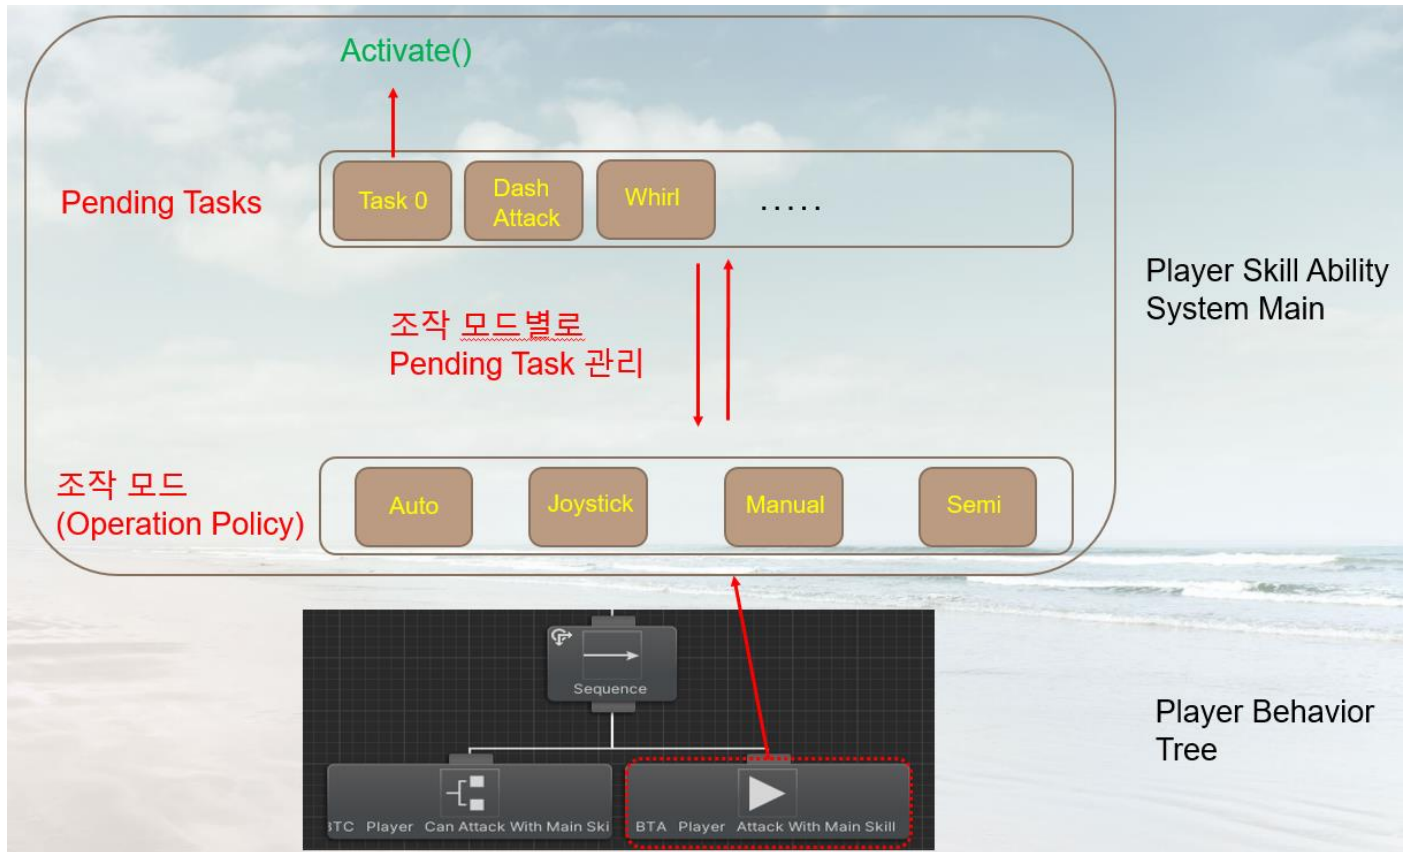 Activate()
Pending Tasks
Task 0
Dash
Attack
Whirl
.....
Player Skill Ability
System Main
조작 모드별로
Pending Task 관리
조작 모드
(Operation Policy)
Auto
Joystick
Manual
Semi
Sequence
BTC Player Can Attack With Main Ski
BTA Player Attack With Main Skill
Player Behavior
Tree